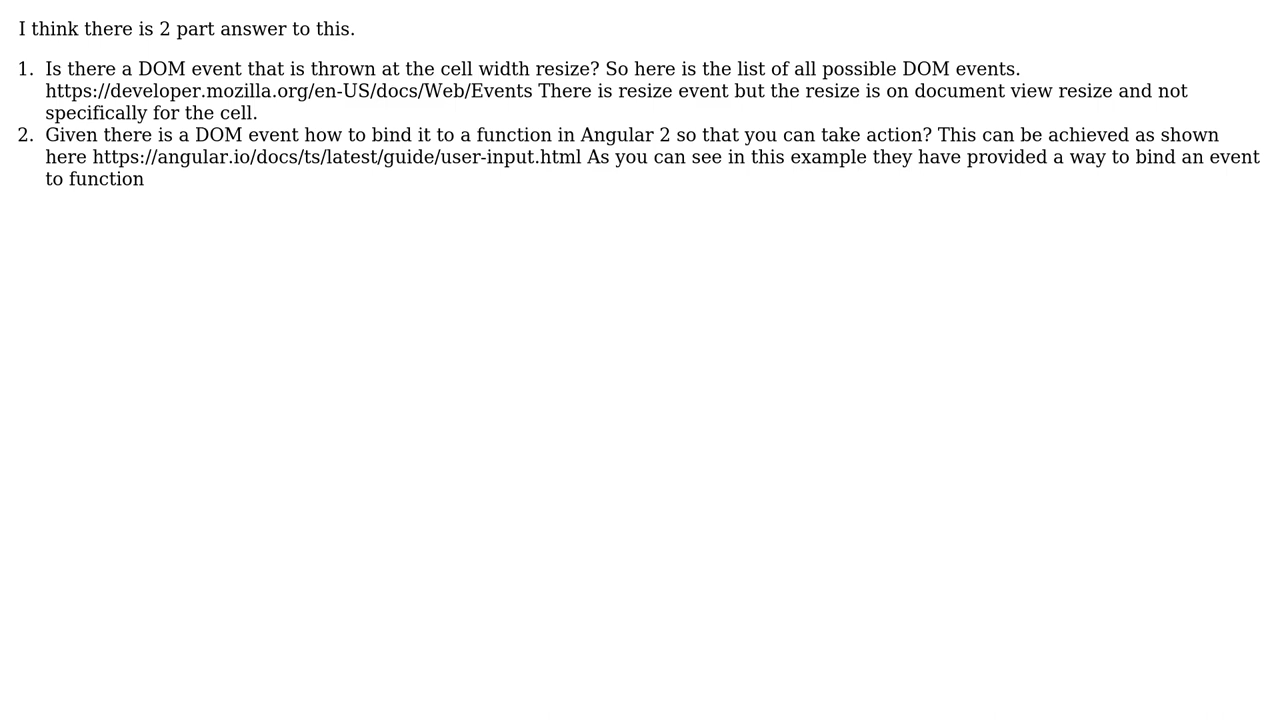 I think there is 2 part answer to this.
1. Is there a DOM event that is thrown at the cell width resize? So here is the list of all possible DOM events.
https://developer.mozilla.org/en-US/docs/Web/Events There is resize event but the resize is on document view resize and not
specifically for the cell.
2. Given there is a DOM event how to bind it to a function in Angular 2 so that you can take action? This can be achieved as shown
here https://angular.io/docs/ts/latest/guide/user-input.html As you can see in this example they have provided a way to bind an event
to function